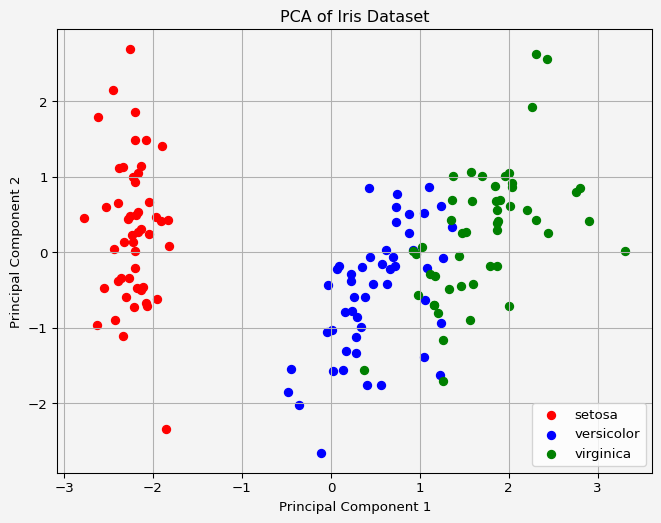 PCA of Iris Dataset
Principal Component 2
2
1
0
−1
−2
setosa
versicolor
virginica
−3
−2
−1
0
1
2
3
Principal Component 1